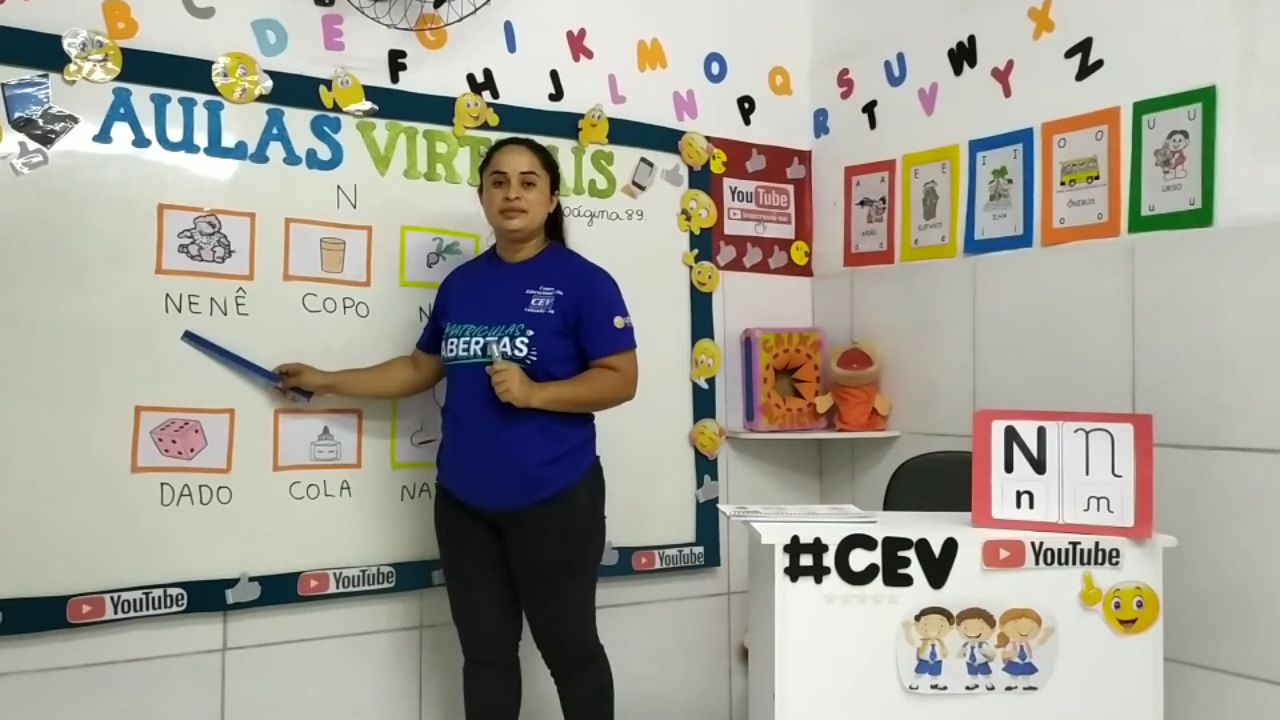 B D E F G H I J K L M N O P Q R S T U V W X Y Z
AULAS VIRTUAIS
N
página 89.
NENÊ COPO
DADO COLA
YouTube
Inscreva-se
A A
AVIÃO
a a
E E
ELEFANTE
e e
I I
ILHA
i i
O O
ÔNIBUS
o o
U U
URSO
u u
CEV
MATRÍCULAS
ABERTAS
N n
n n
#CEV YouTube
YouTube YouTube YouTube